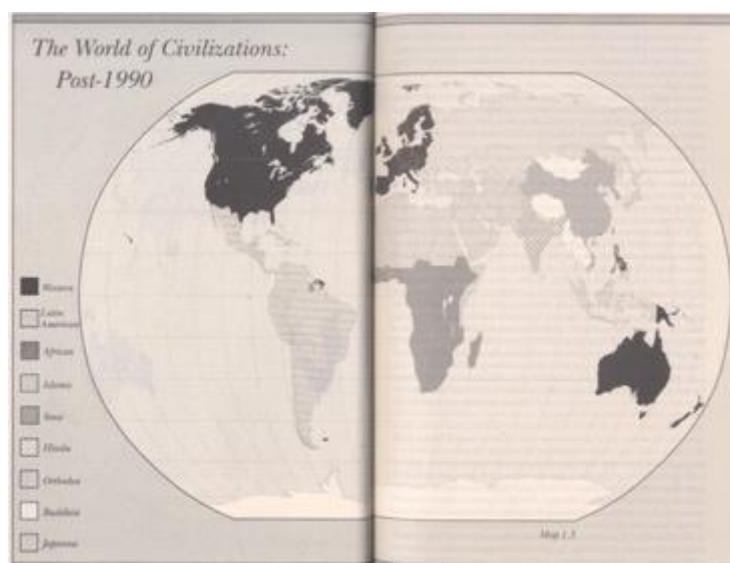 The World of Civilizations:
Post-1990
Western
Latin
American
African
Islamic
Sinic
Hindu
Orthodox
Buddhist
Japanese
Map 1.3